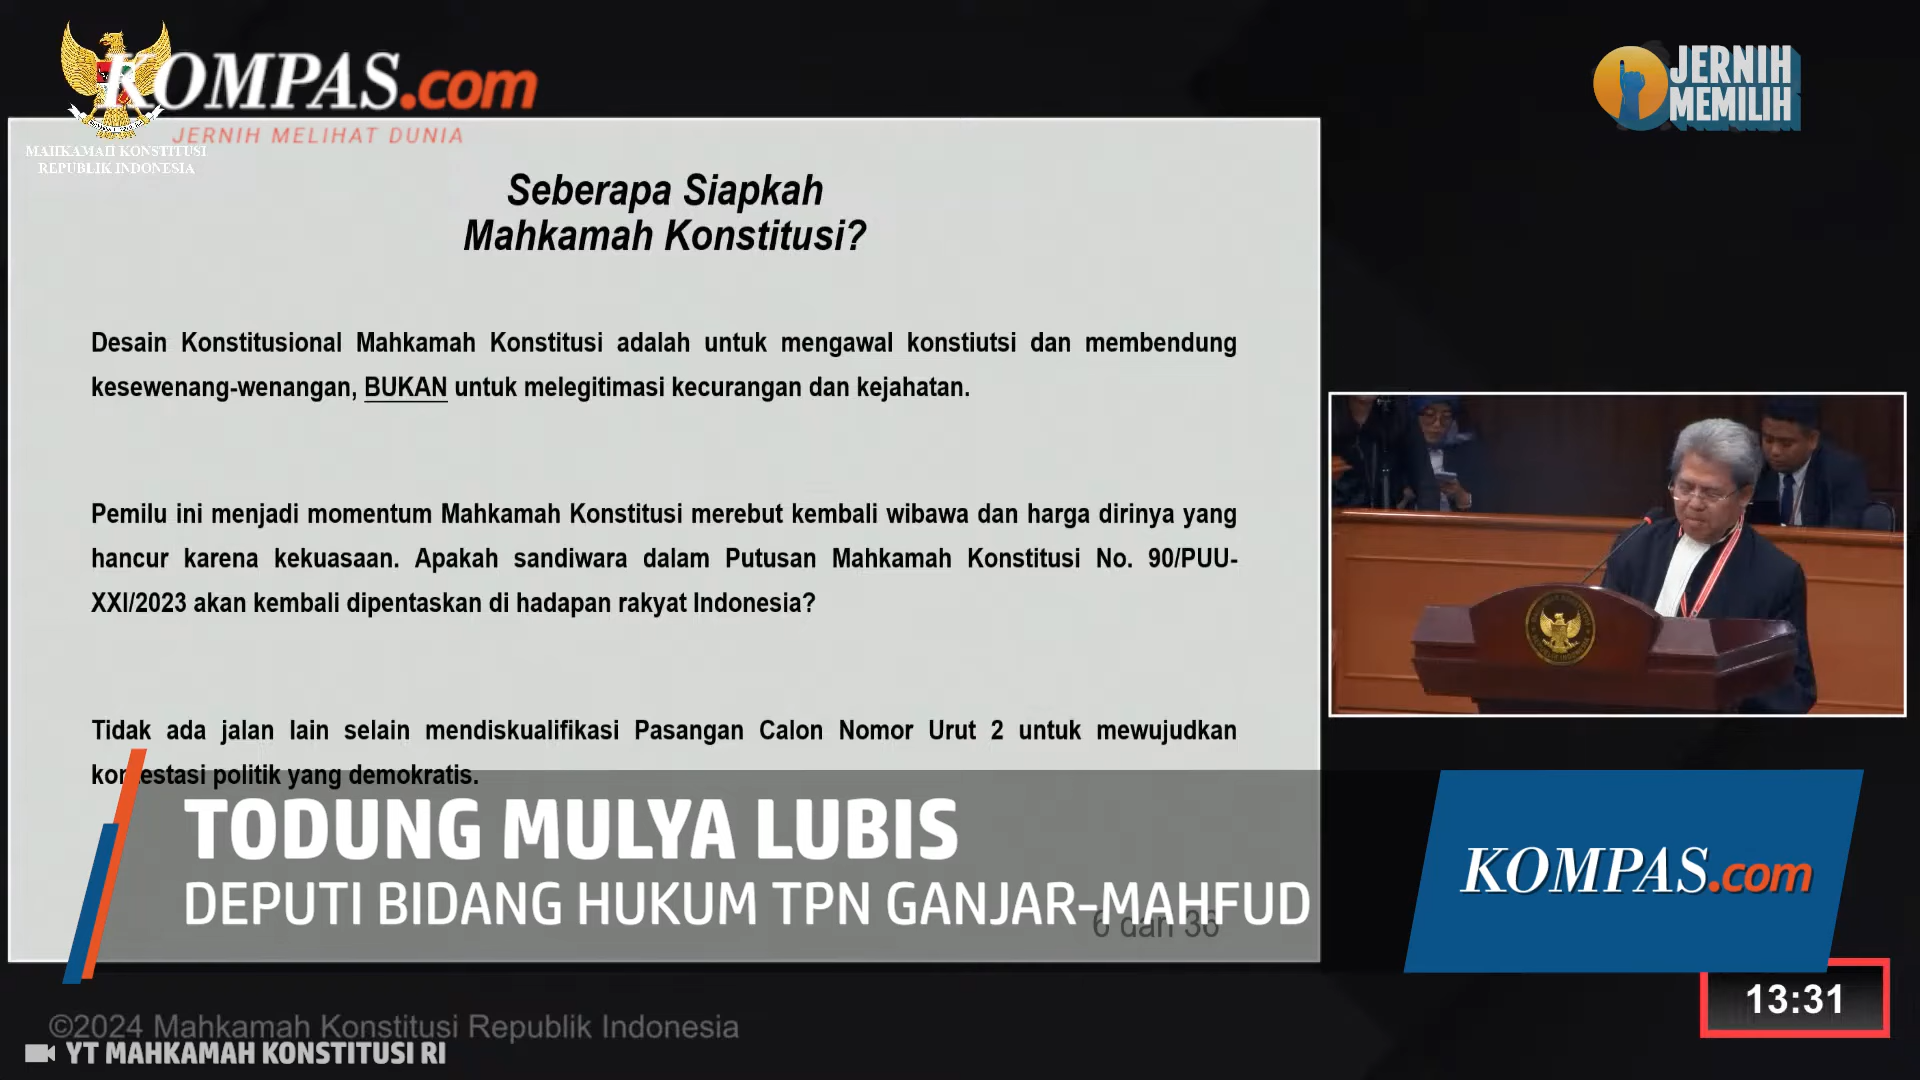 KOMPAS.com
JERNIH MELIHAT DUNIA
MAHKAMAH KONSTITUSI
REPUBLIK INDONESIA
JERNIH
MEMILIH
Seberapa Siapkah
Mahkamah Konstitusi?
Desain Konstitusional Mahkamah Konstitusi adalah untuk mengawal konstiutsi dan membendung
kesewenang-wenangan, BUKAN untuk melegitimasi kecurangan dan kejahatan.
Pemilu ini menjadi momentum Mahkamah Konstitusi merebut kembali wibawa dan harga dirinya yang
hancur karena kekuasaan. Apakah sandiwara dalam Putusan Mahkamah Konstitusi No. 90/PUU-
XXI/2023 akan kembali dipentaskan di hadapan rakyat Indonesia?
Tidak ada jalan lain selain mendiskualifikasi Pasangan Calon Nomor Urut 2 untuk mewujudkan
kontestasi politik yang demokratis.
TODUNG MULYA LUBIS
DEPUTI BIDANG HUKUM TPN GANJAR-MAHFUD
6 dari 36
KOMPAS.com
13:31
©2024 Mahkamah Konstitusi Republik Indonesia
YT MAHKAMAH KONSTITUSI RI